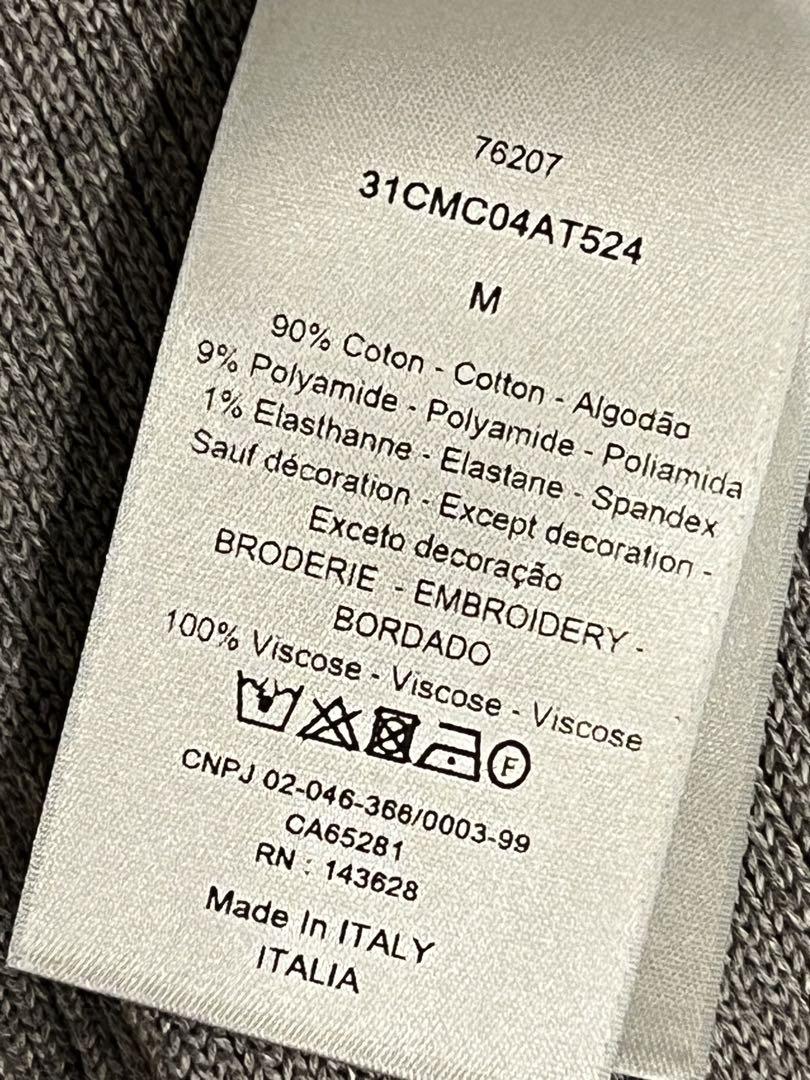 76207
31CMC04AT524
M
90% Coton - Cotton - Algodão
9% Polyamide - Polyamide - Poliamida
1% Elasthanne - Elastane - Spandex
Sauf décoration - Except decoration -
Exceto decoração
BRODERIE - EMBROIDERY -
BORDADO
100% Viscose - Viscose - Viscose
F
CNPJ 02-046-366/0003-99
CA65281
RN : 143628
Made In ITALY
ITALIA